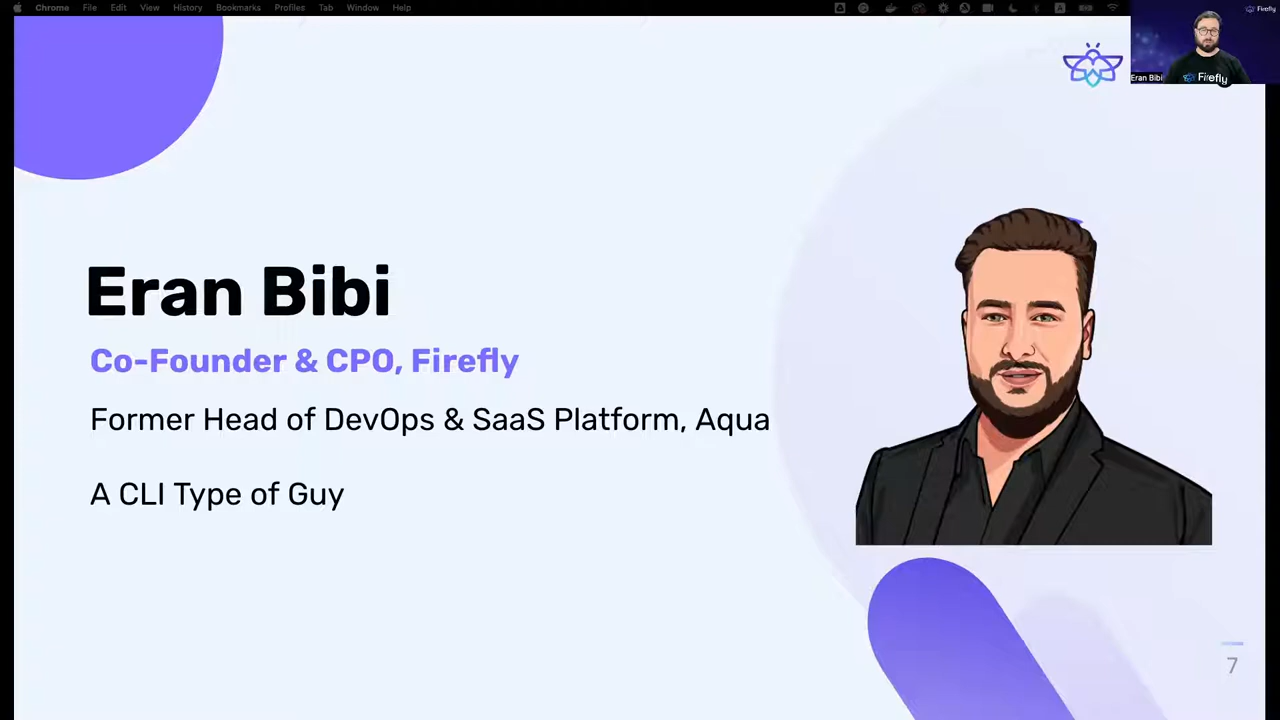 Chrome File Edit View History Bookmarks Profiles Tab Window Help
Firefly
Eran Bibi
Firefly
Eran Bibi
Co-Founder & CPO, Firefly
Former Head of DevOps & SaaS Platform, Aqua
A CLI Type of Guy
7